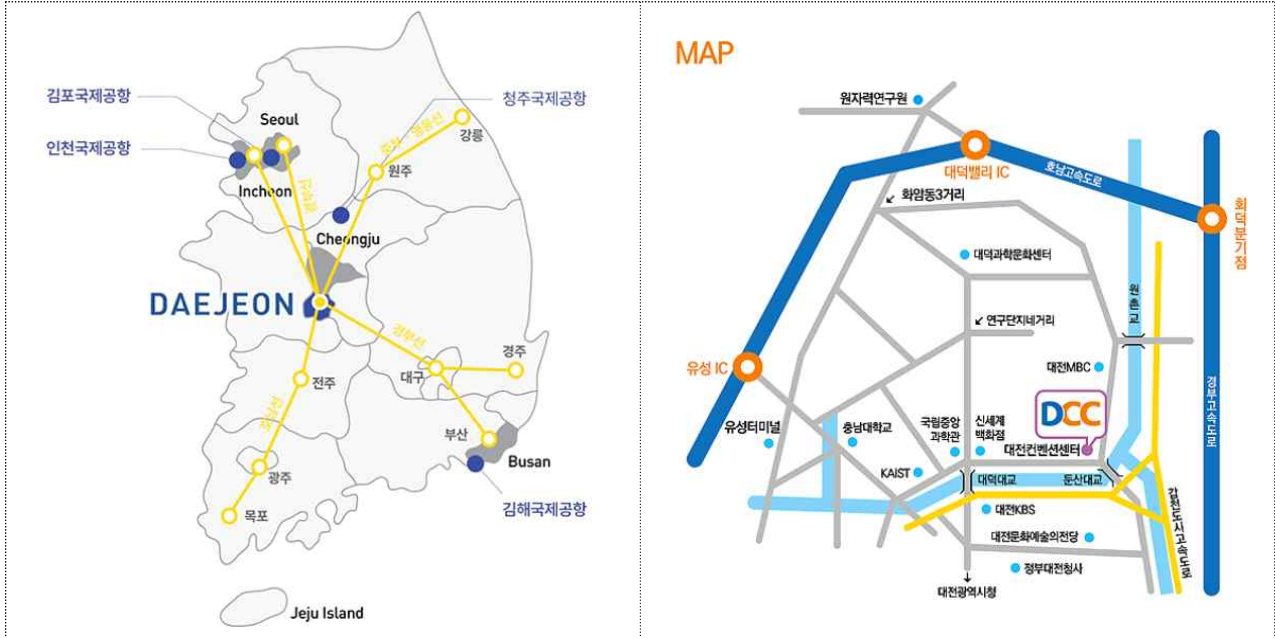 김포국제공항
청주국제공항
Seoul
강릉
인천국제공항
원주
Incheon
Cheongju
DAEJEON
경부선
경주
대구
전주
부산
Busan
광주
김해국제공항
목포
Jeju Island
MAP
원자력연구원
대덕밸리 IC
호남고속도로
화암동3거리
회덕분기점
대덕과학문화센터
원촌교
연구단지네거리
대전MBC
유성 IC
경부고속도로
DCC
유성터미널
충남대학교
국립중앙
과학관
신세계
백화점
대전컨벤션센터
KAIST
대덕대교
둔산대교
갑천도시고속도로
대전KBS
대전문화예술의전당
정부대전청사
대전광역시청